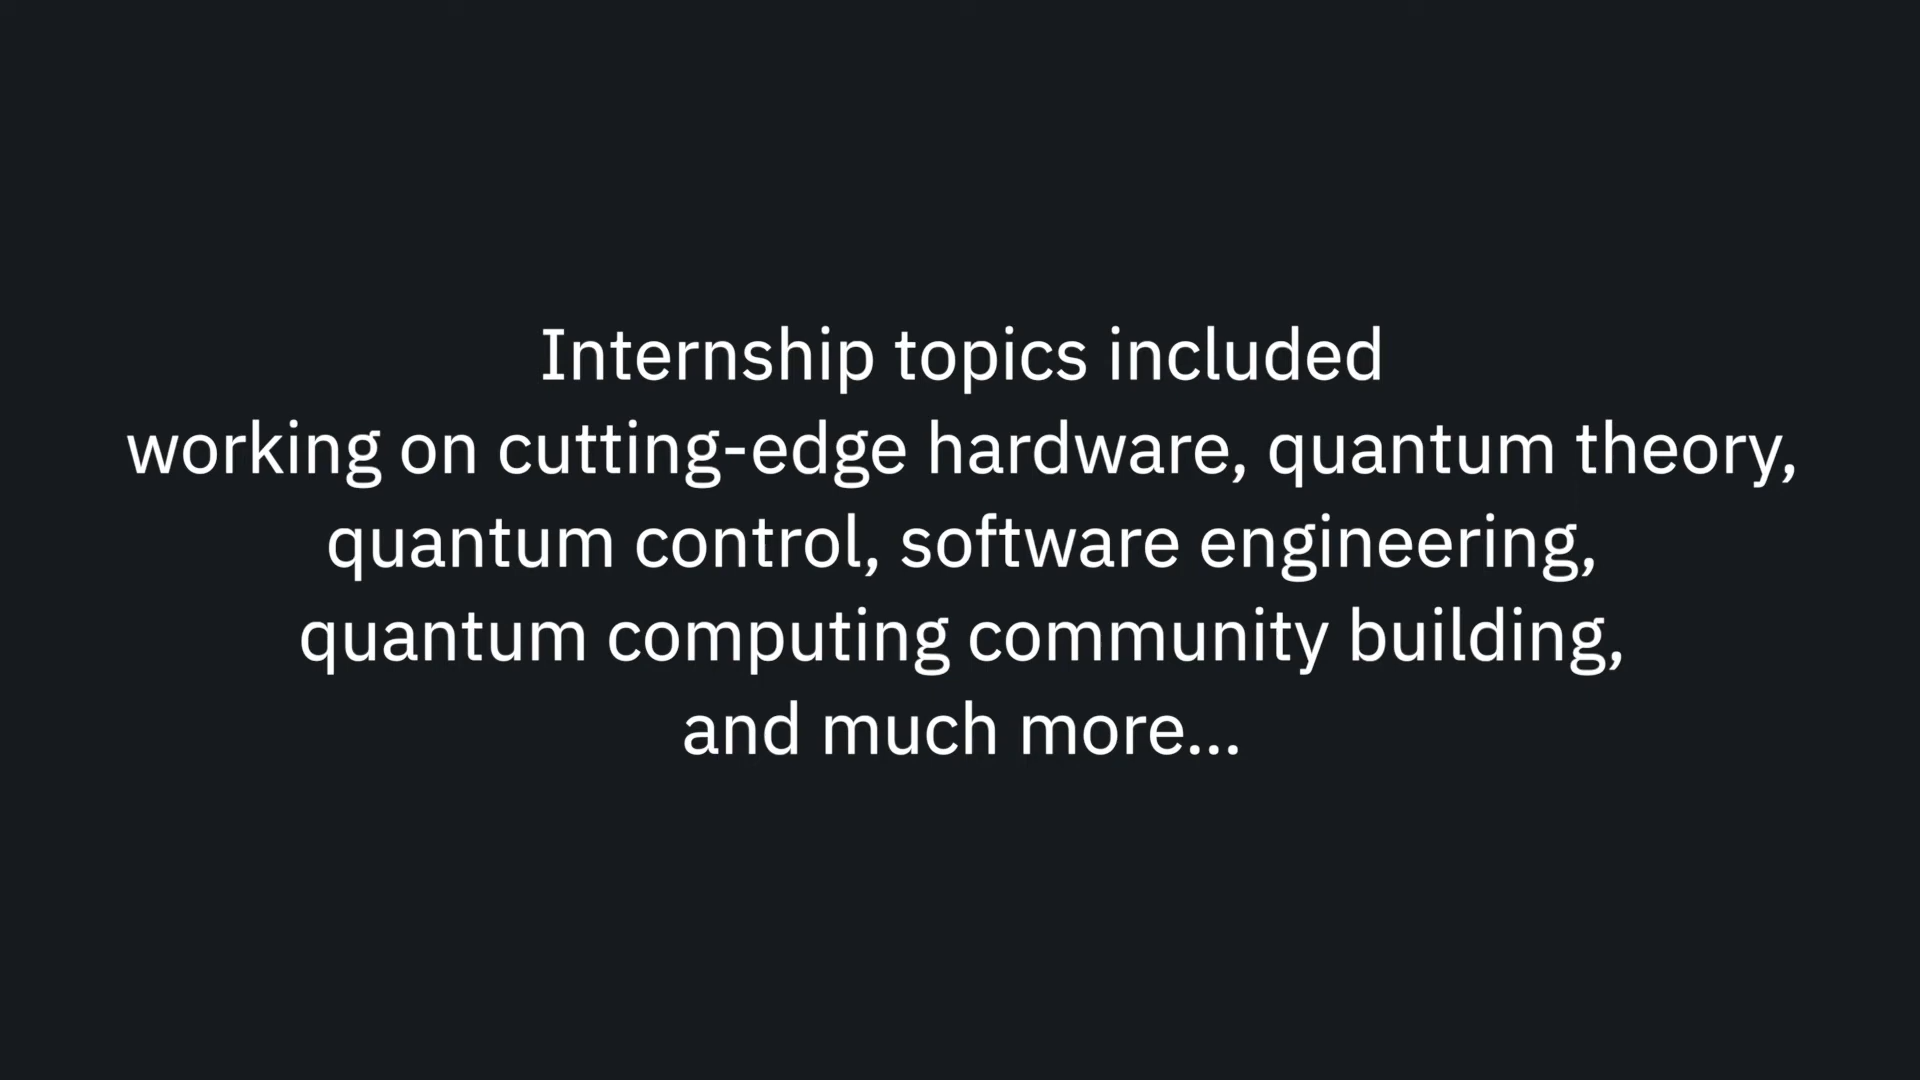 Internship topics included
working on cutting-edge hardware, quantum theory,
quantum control, software engineering,
quantum computing community building,
and much more...